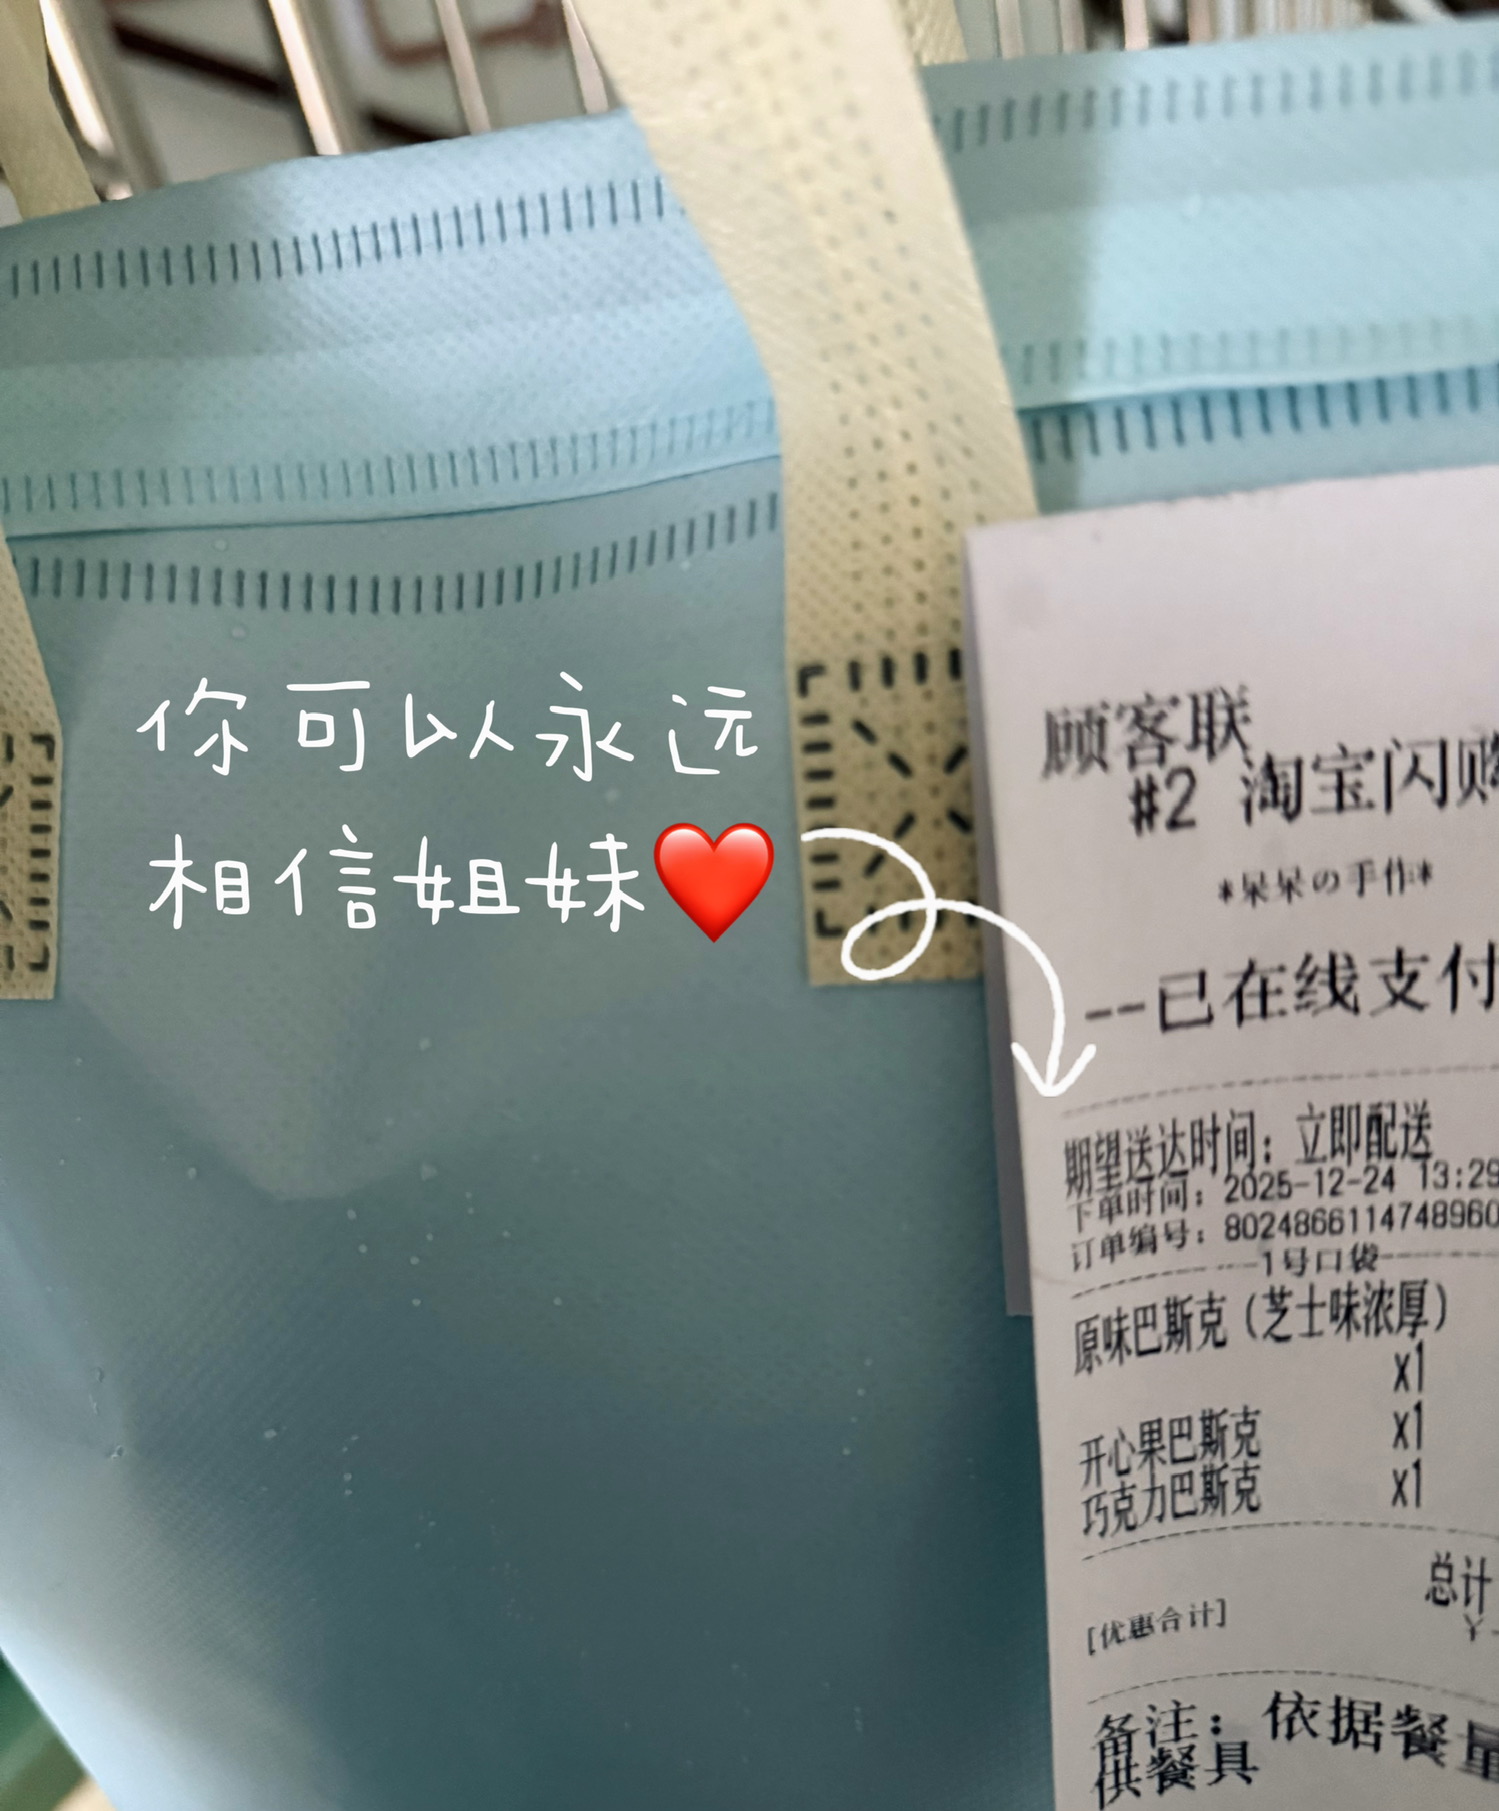 你可以永远
相信姐妹❤️
顾客联
#2 淘宝闪购
*呆呆の手作*
--已在线支付
期望送达时间：立即配送
下单时间：2025-12-24 13:29
订单编号：8024866114748960
1号口袋
原味巴斯克（芝士味浓厚）
x1
开心果巴斯克 x1
巧克力巴斯克 x1
总计
[优惠合计] ¥-
备注：依据餐量
供餐具